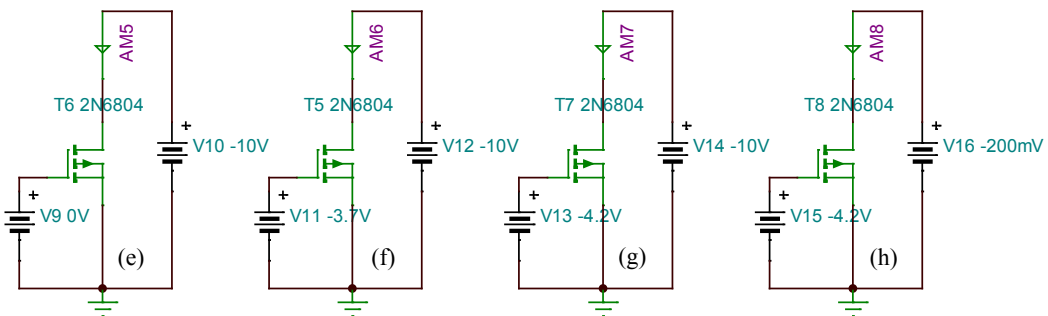 AM5
T6 2N6804
+
V10 -10V
+
V9 0V
(e)
AM6
T5 2N6804
+
V12 -10V
+
V11 -3.7V
(f)
AM7
T7 2N6804
+
V14 -10V
+
V13 -4.2V
(g)
AM8
T8 2N6804
+
V16 -200mV
+
V15 -4.2V
(h)